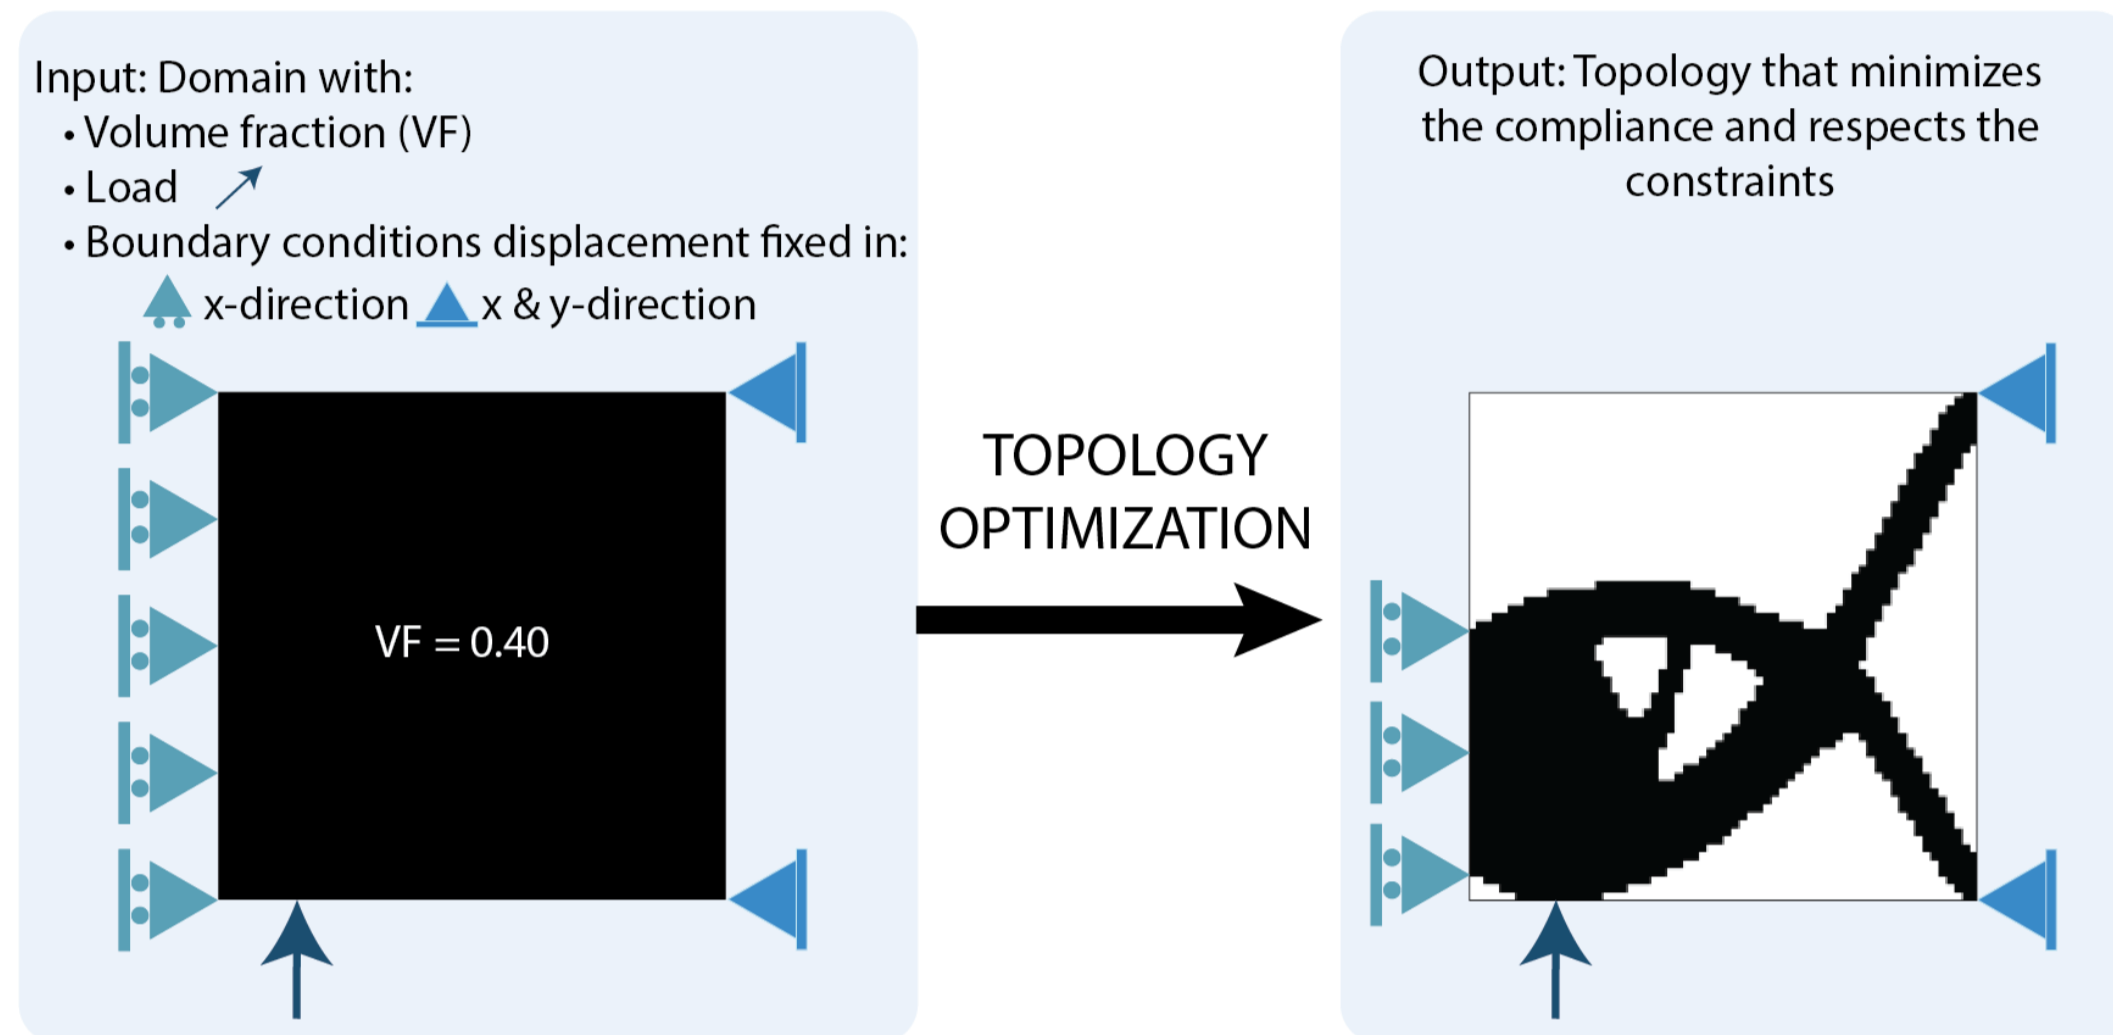 Input: Domain with:
• Volume fraction (VF)
• Load
• Boundary conditions displacement fixed in:
x-direction x & y-direction
VF = 0.40
TOPOLOGY
OPTIMIZATION
Output: Topology that minimizes
the compliance and respects the
constraints